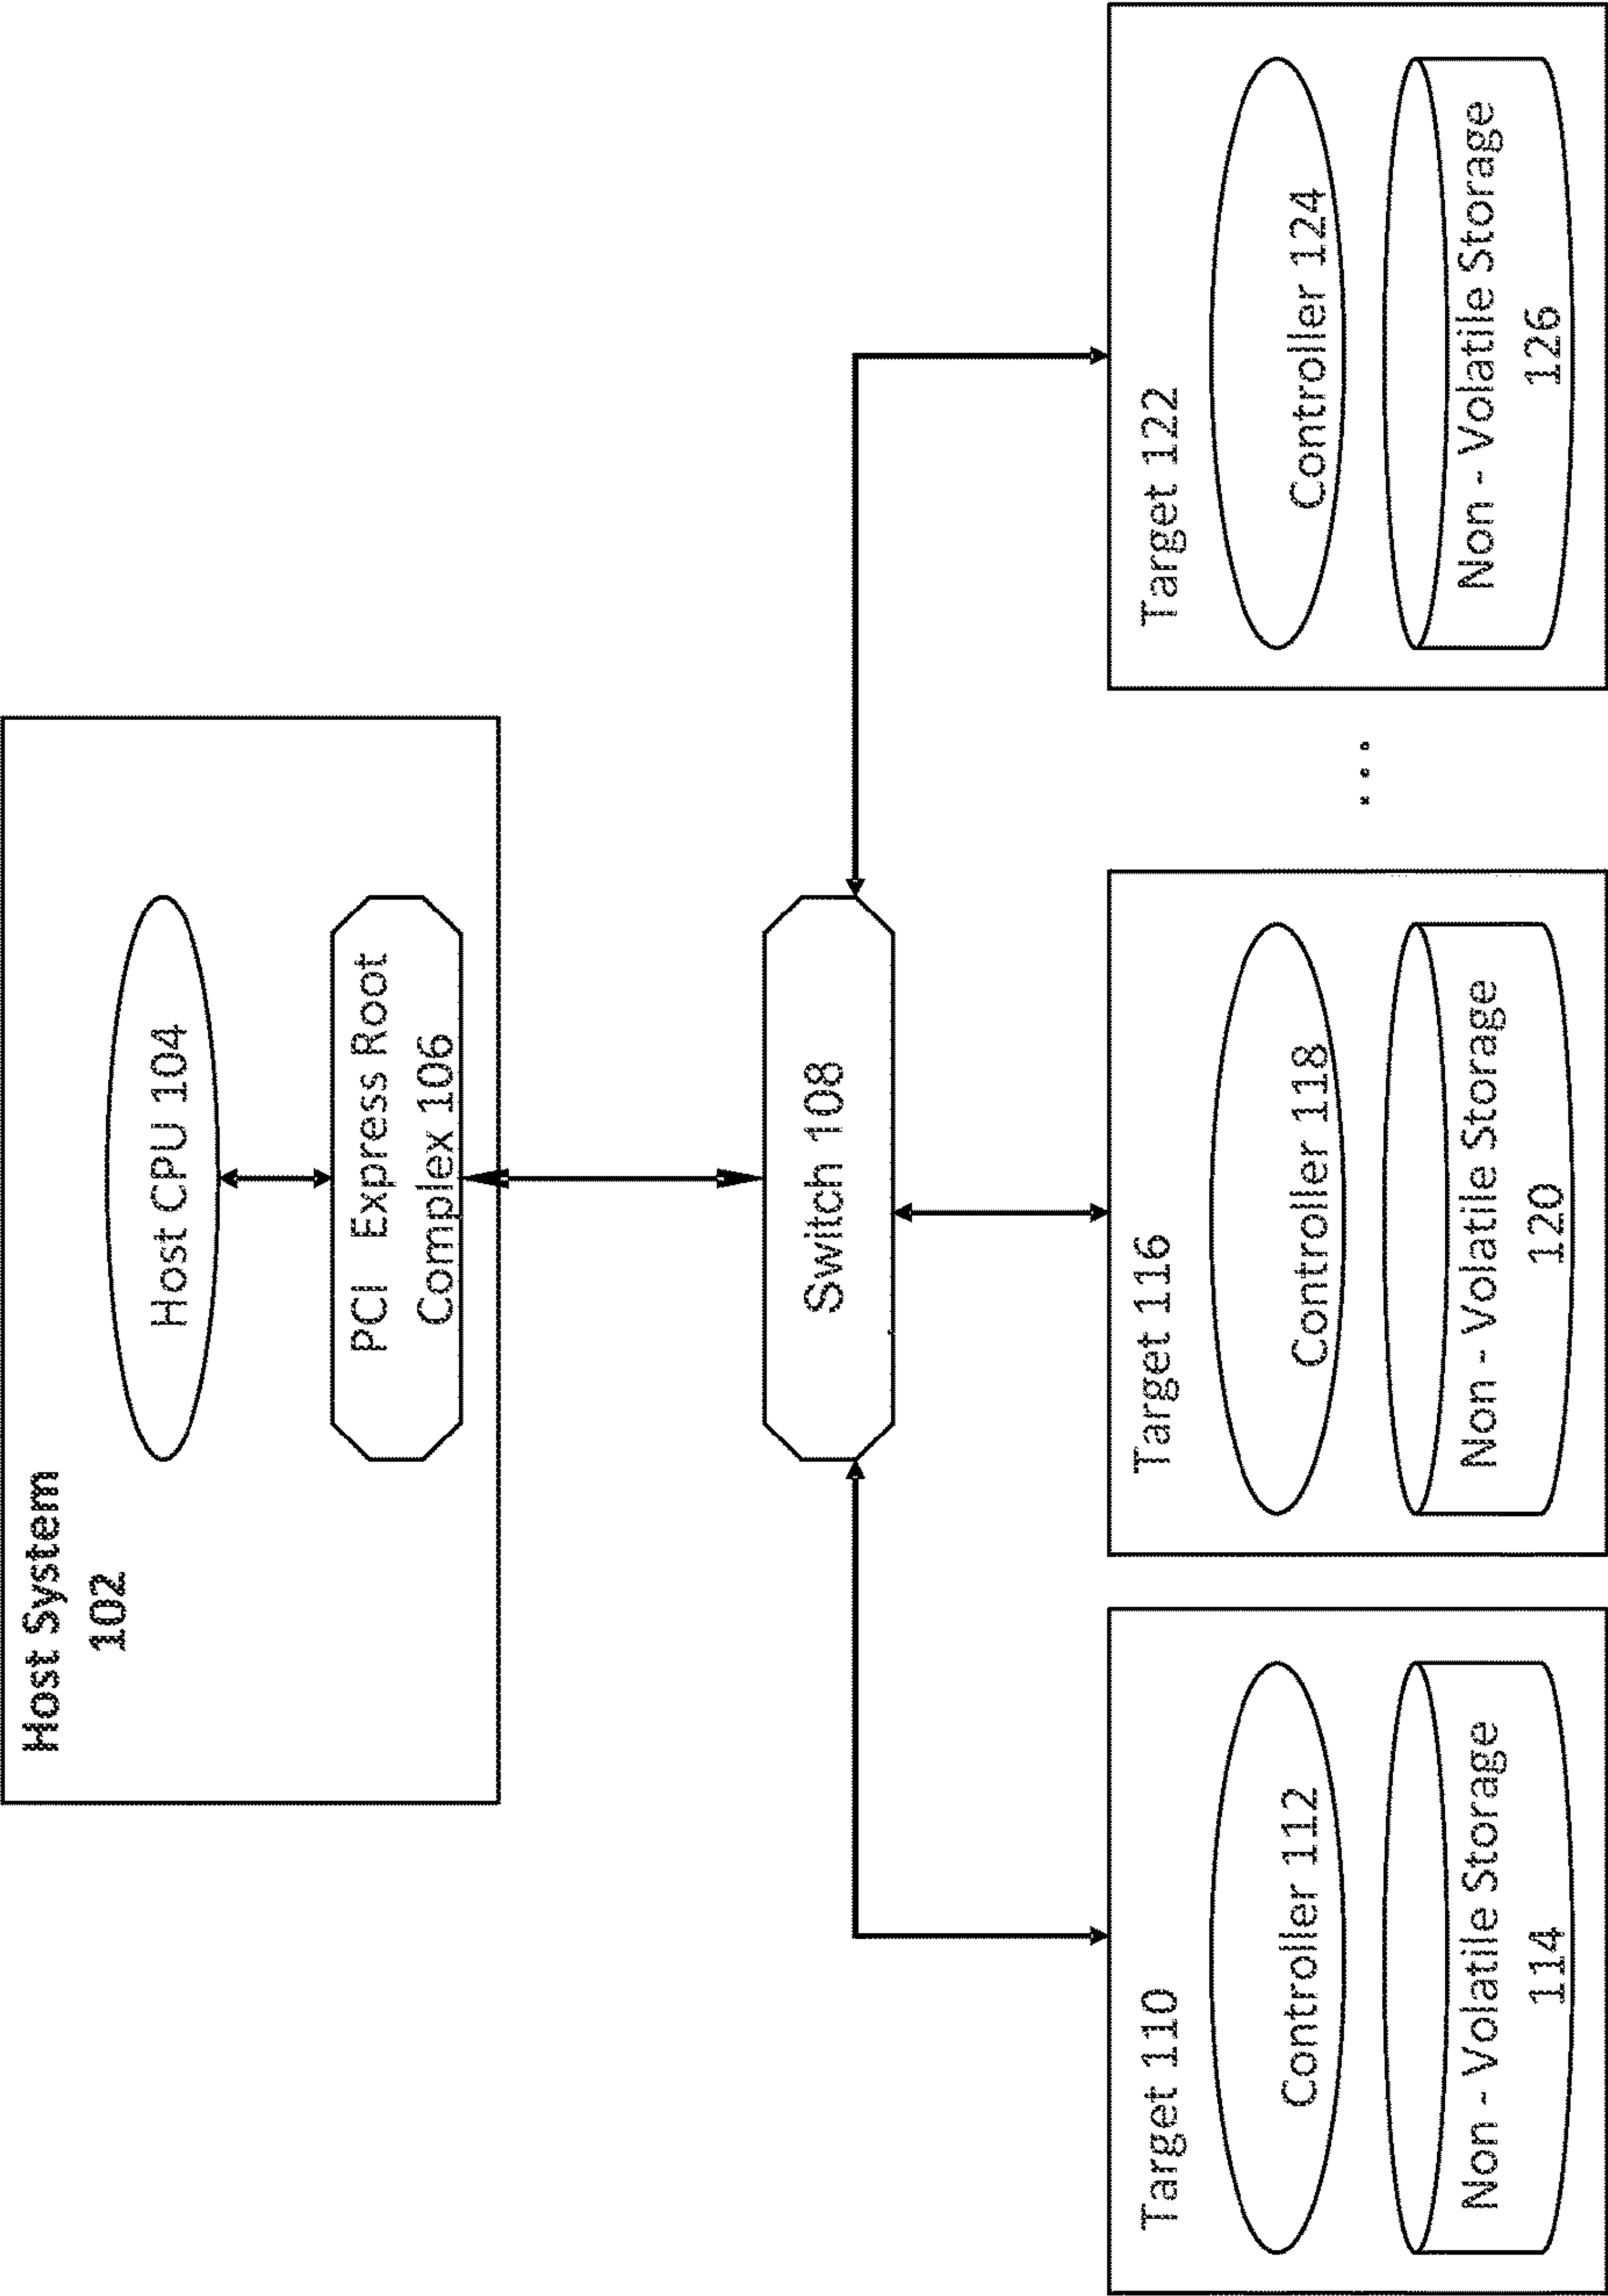 Host System
102
Host CPU 104
PCI Express Root
Complex 106
Switch 108
Target 110
Controller 112
Non - Volatile Storage
114
Target 116
Controller 118
Non - Volatile Storage
120
...
Target 122
Controller 124
Non - Volatile Storage
126